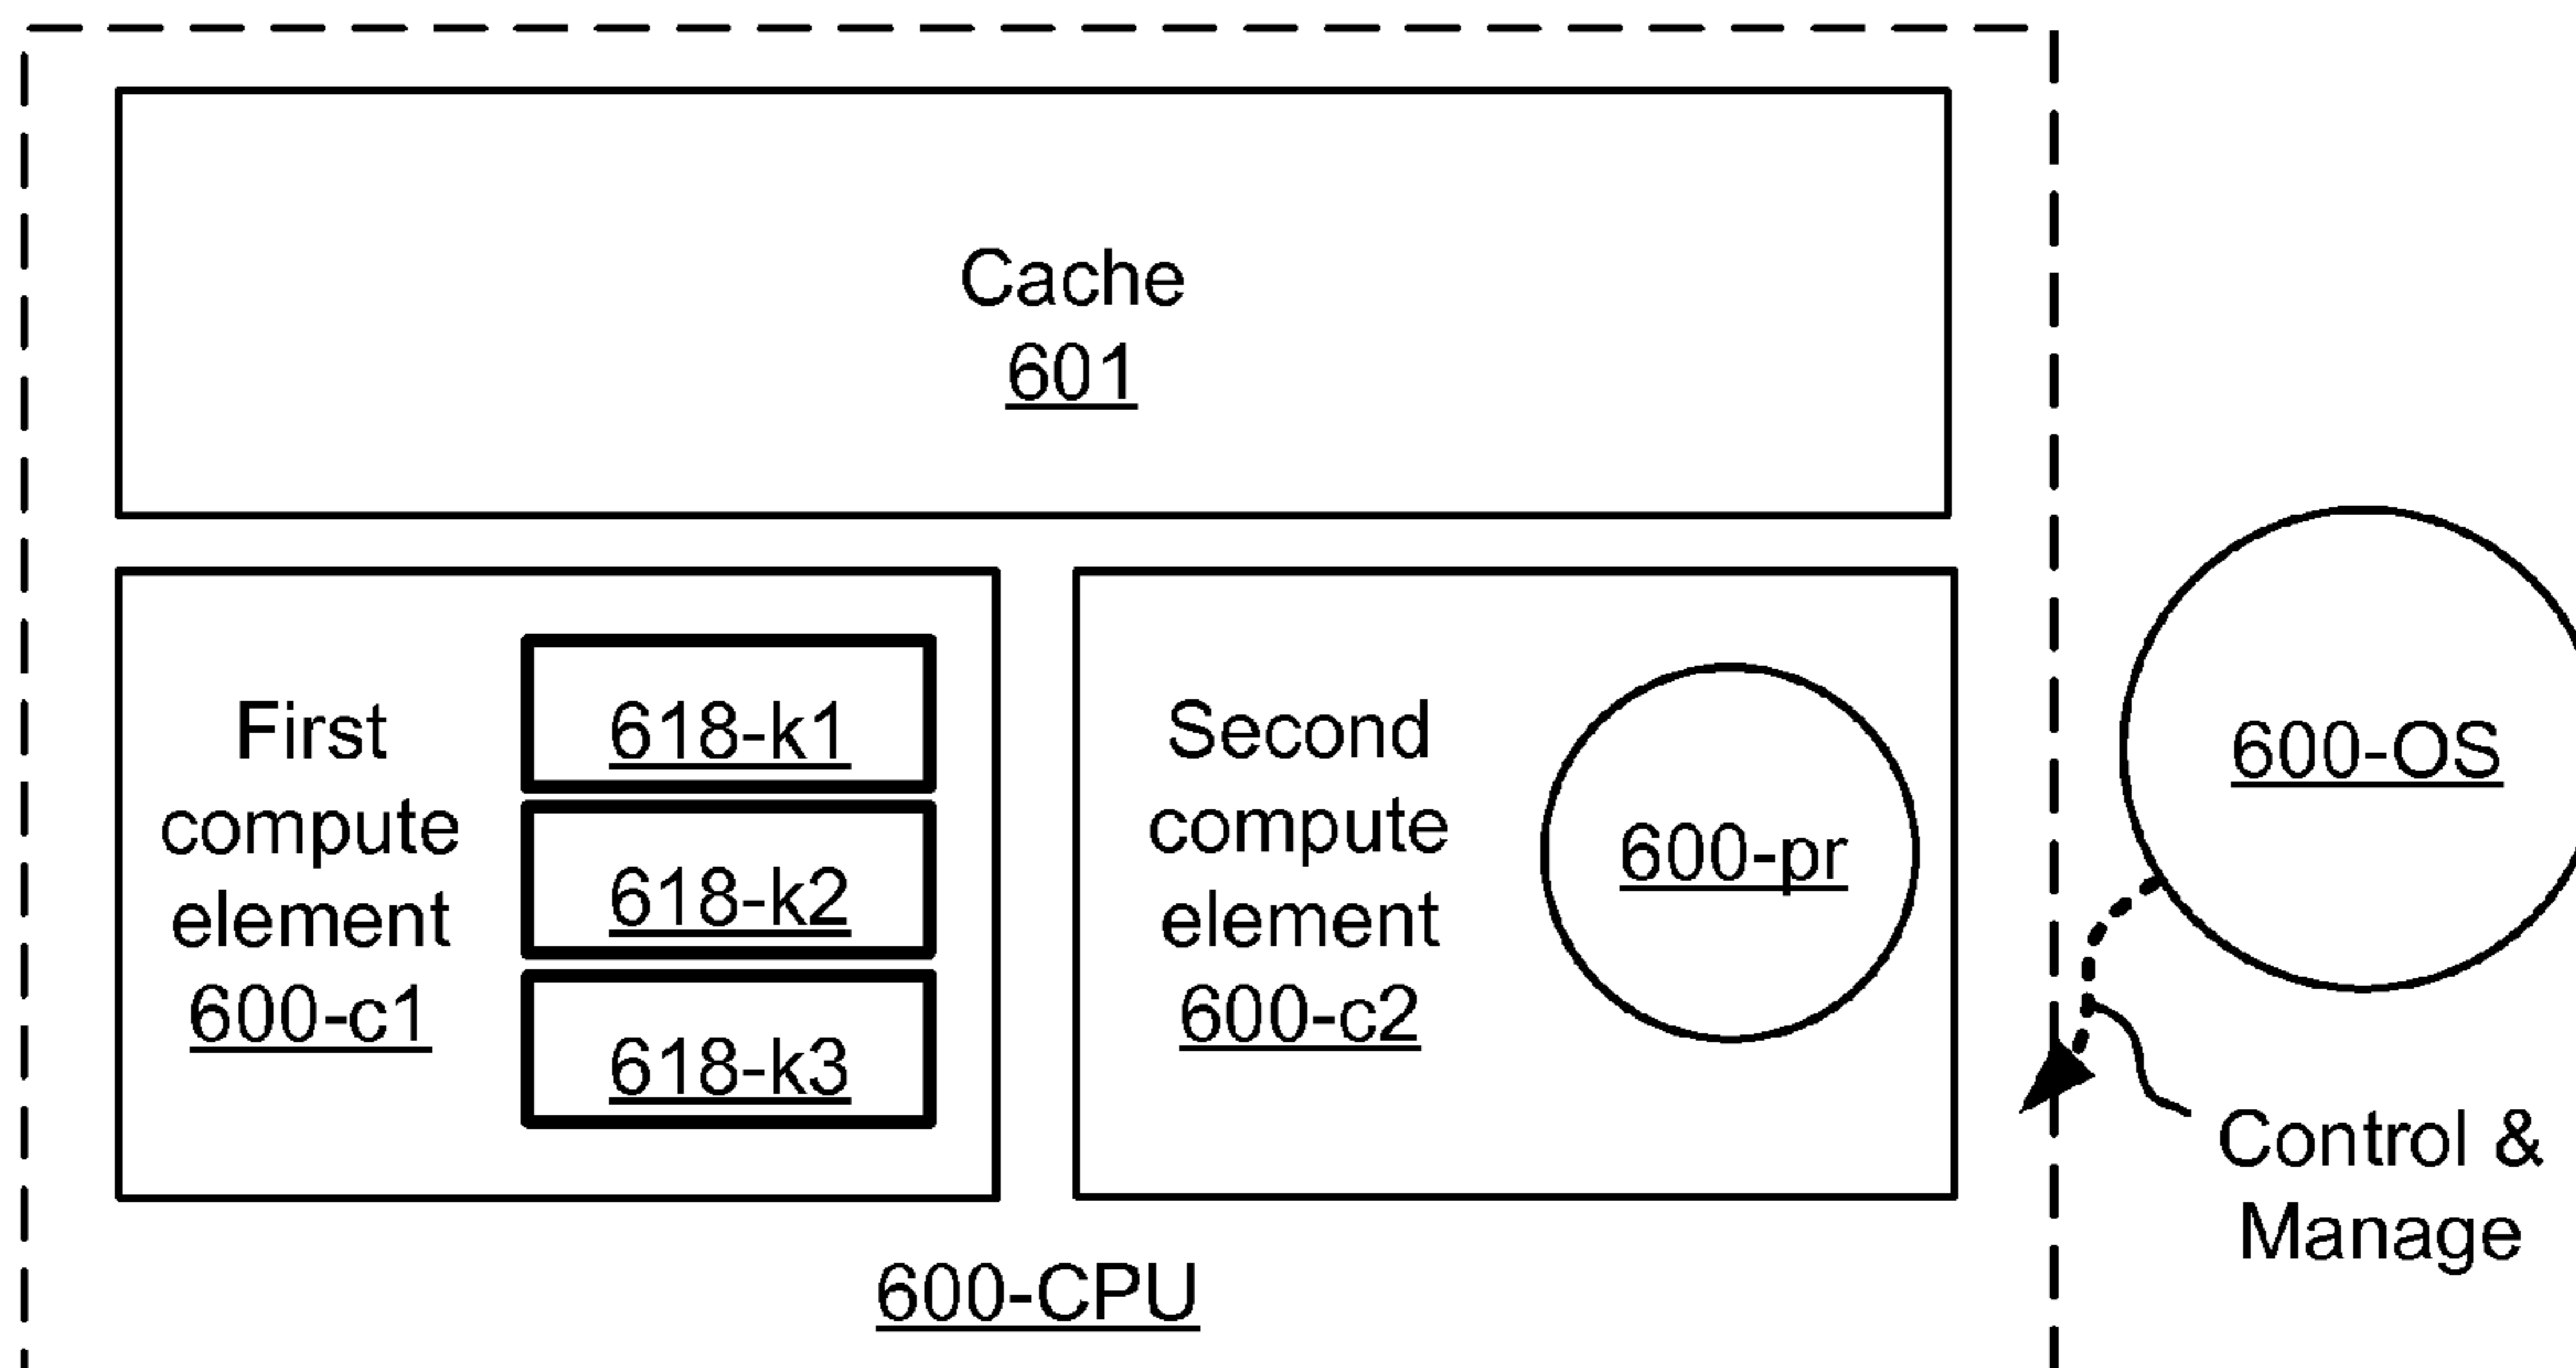 Cache
601
First
compute
element
600-c1
618-k1
618-k2
618-k3
Second
compute
element
600-c2
600-pr
600-OS
Control &
Manage
600-CPU